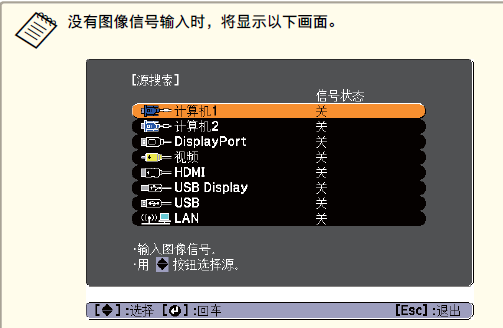 没有图像信号输入时，将显示以下画面。
【源搜索】
信号状态
计算机1 关
计算机2 关
DisplayPort 关
视频 关
HDMI 关
USB Display 关
USB 关
LAN 关
·输入图像信号.
·用 按钮选择源。
[◆]:选择 [⏎]:回车 [Esc]:退出